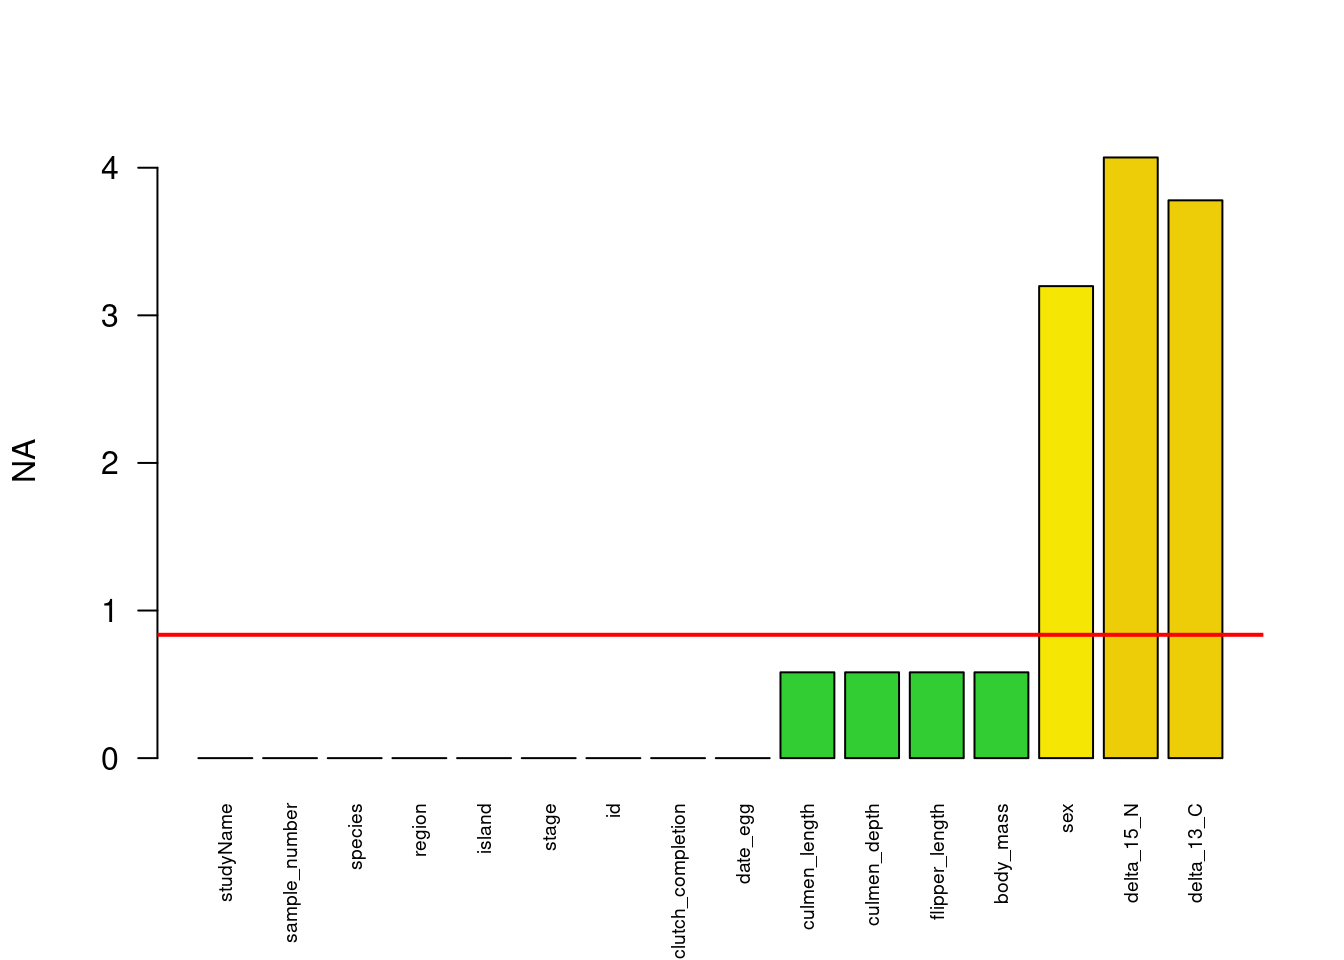 4
3
2
1
0
NA
studyName
sample_number
species
region
island
stage
id
clutch_completion
date_egg
culmen_length
culmen_depth
flipper_length
body_mass
sex
delta_15_N
delta_13_C